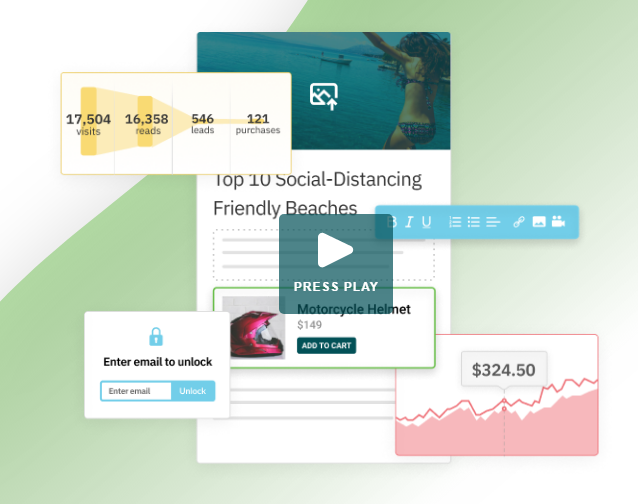 17,504 16,358 546 121
visits reads leads purchases
Top 10 Social-Distancing
Friendly Beaches
B I U
PRESS PLAY
Motorcycle Helmet
$149
ADD TO CART
Enter email to unlock
Enter email Unlock
$324.50